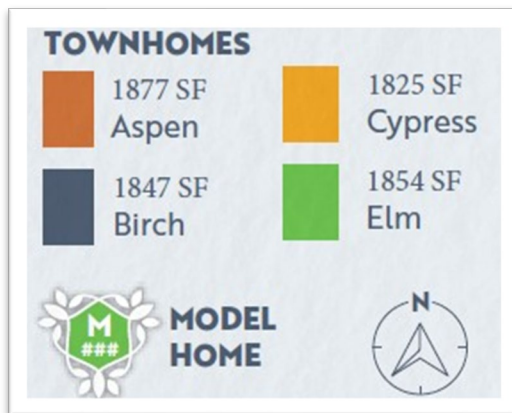 TOWNHOMES
1877 SF
Aspen
1825 SF
Cypress
1847 SF
Birch
1854 SF
Elm
M
###
MODEL
HOME
N